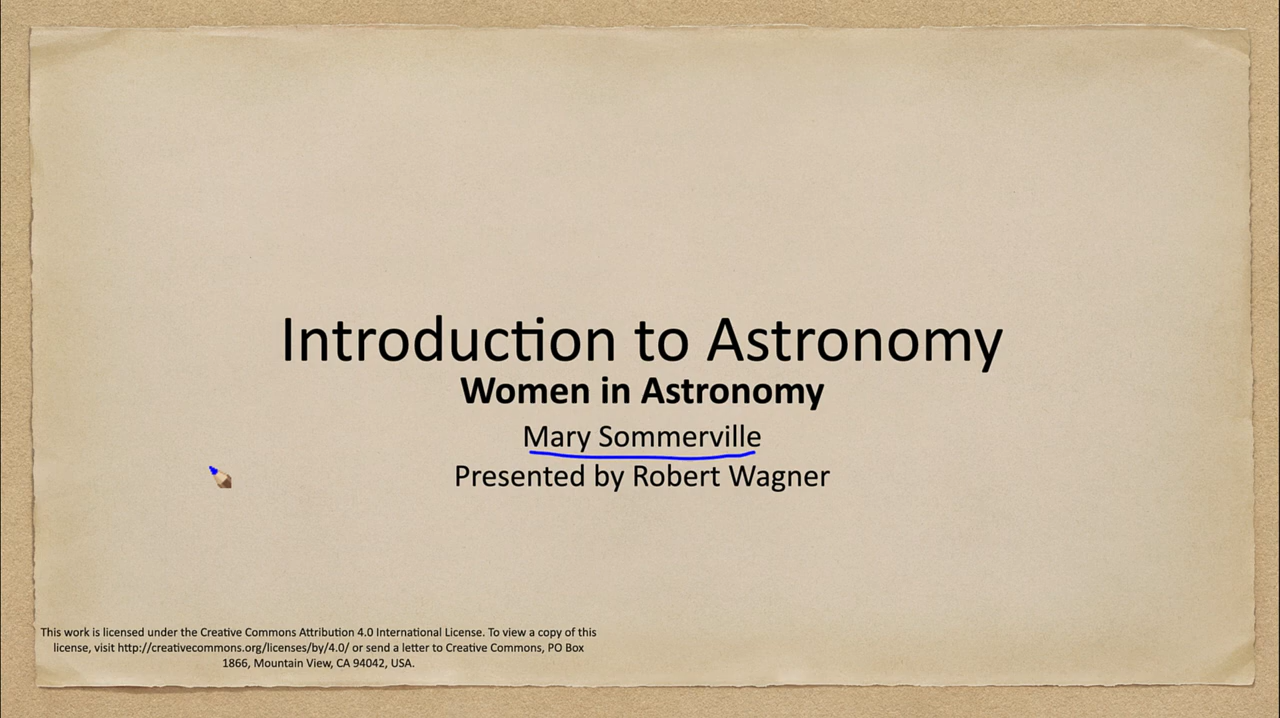 Introduction to Astronomy
Women in Astronomy
Mary Sommerville
Presented by Robert Wagner
This work is licensed under the Creative Commons Attribution 4.0 International License. To view a copy of this
license, visit http://creativecommons.org/licenses/by/4.0/ or send a letter to Creative Commons, PO Box
1866, Mountain View, CA 94042, USA.